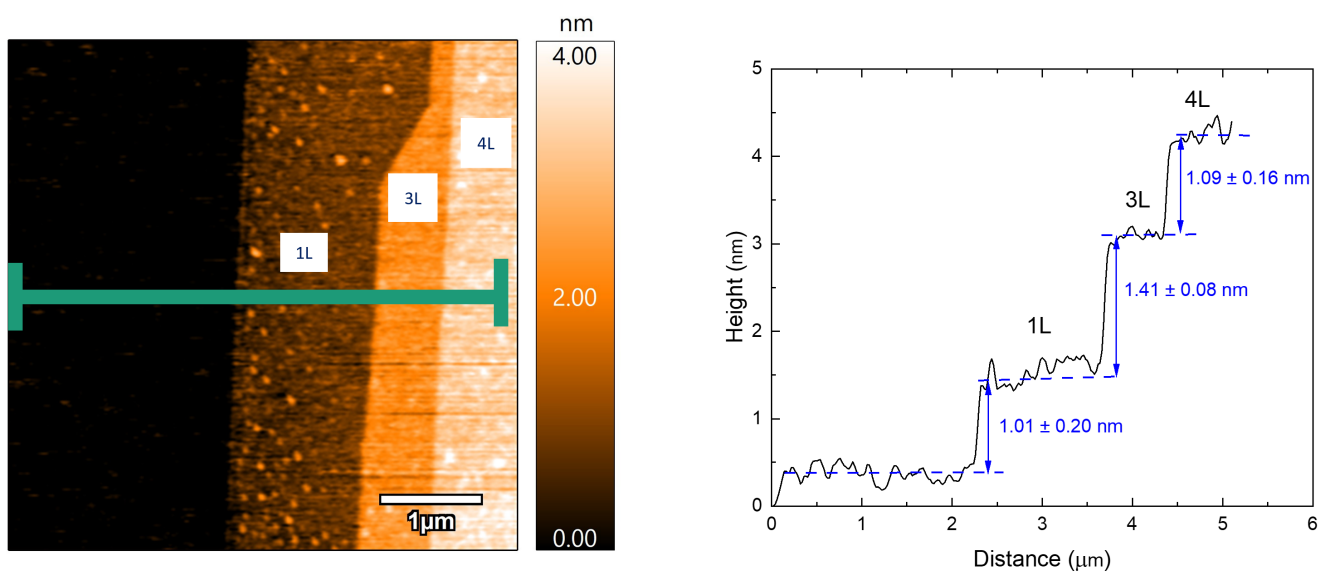 nm
4.00
2.00
0.00
4L
3L
1L
1μm
5
4
3
2
1
0
Height (nm)
4L
1.09 ± 0.16 nm
3L
1.41 ± 0.08 nm
1L
1.01 ± 0.20 nm
0 1 2 3 4 5 6
Distance (μm)